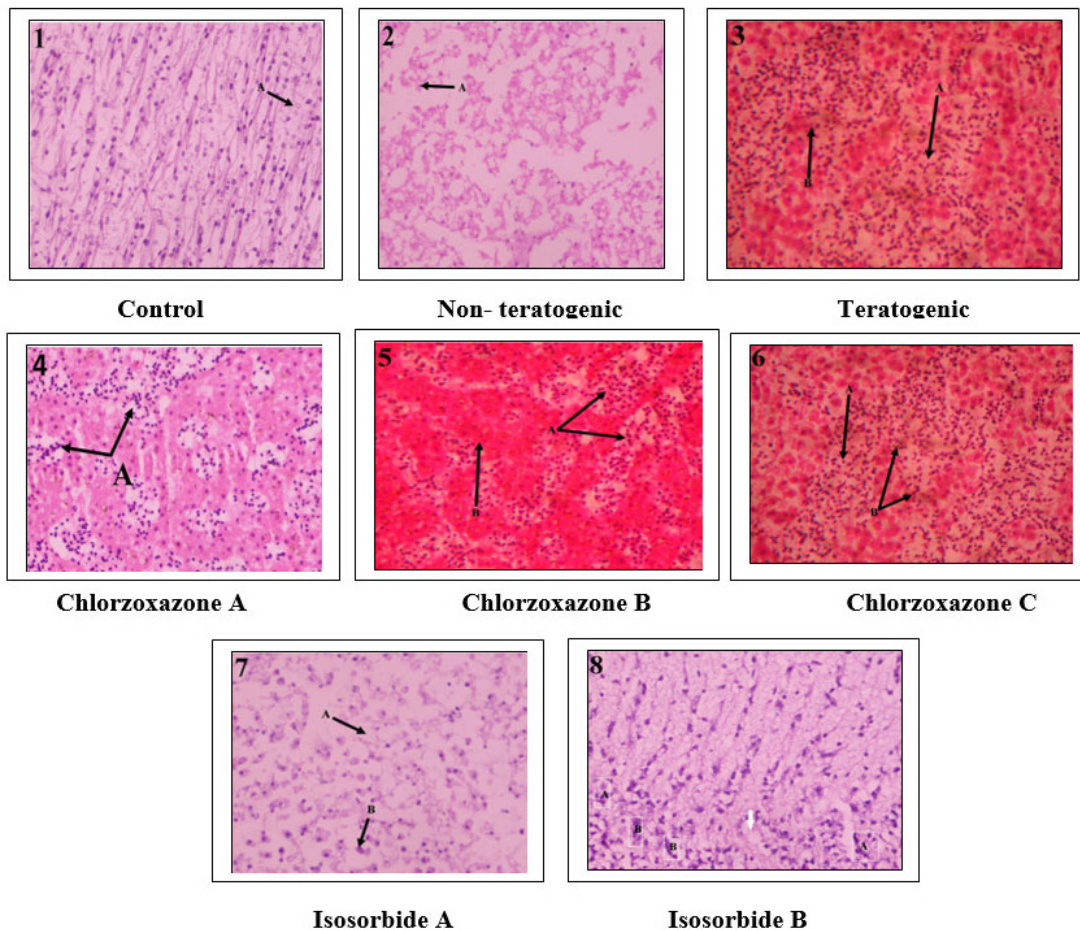 1 2 3
A A A
B
Control Non- teratogenic Teratogenic
4 5 6
A
A A
B B
Chlorzoxazone A Chlorzoxazone B Chlorzoxazone C
7 8
A A
B B B A
Isosorbide A Isosorbide B